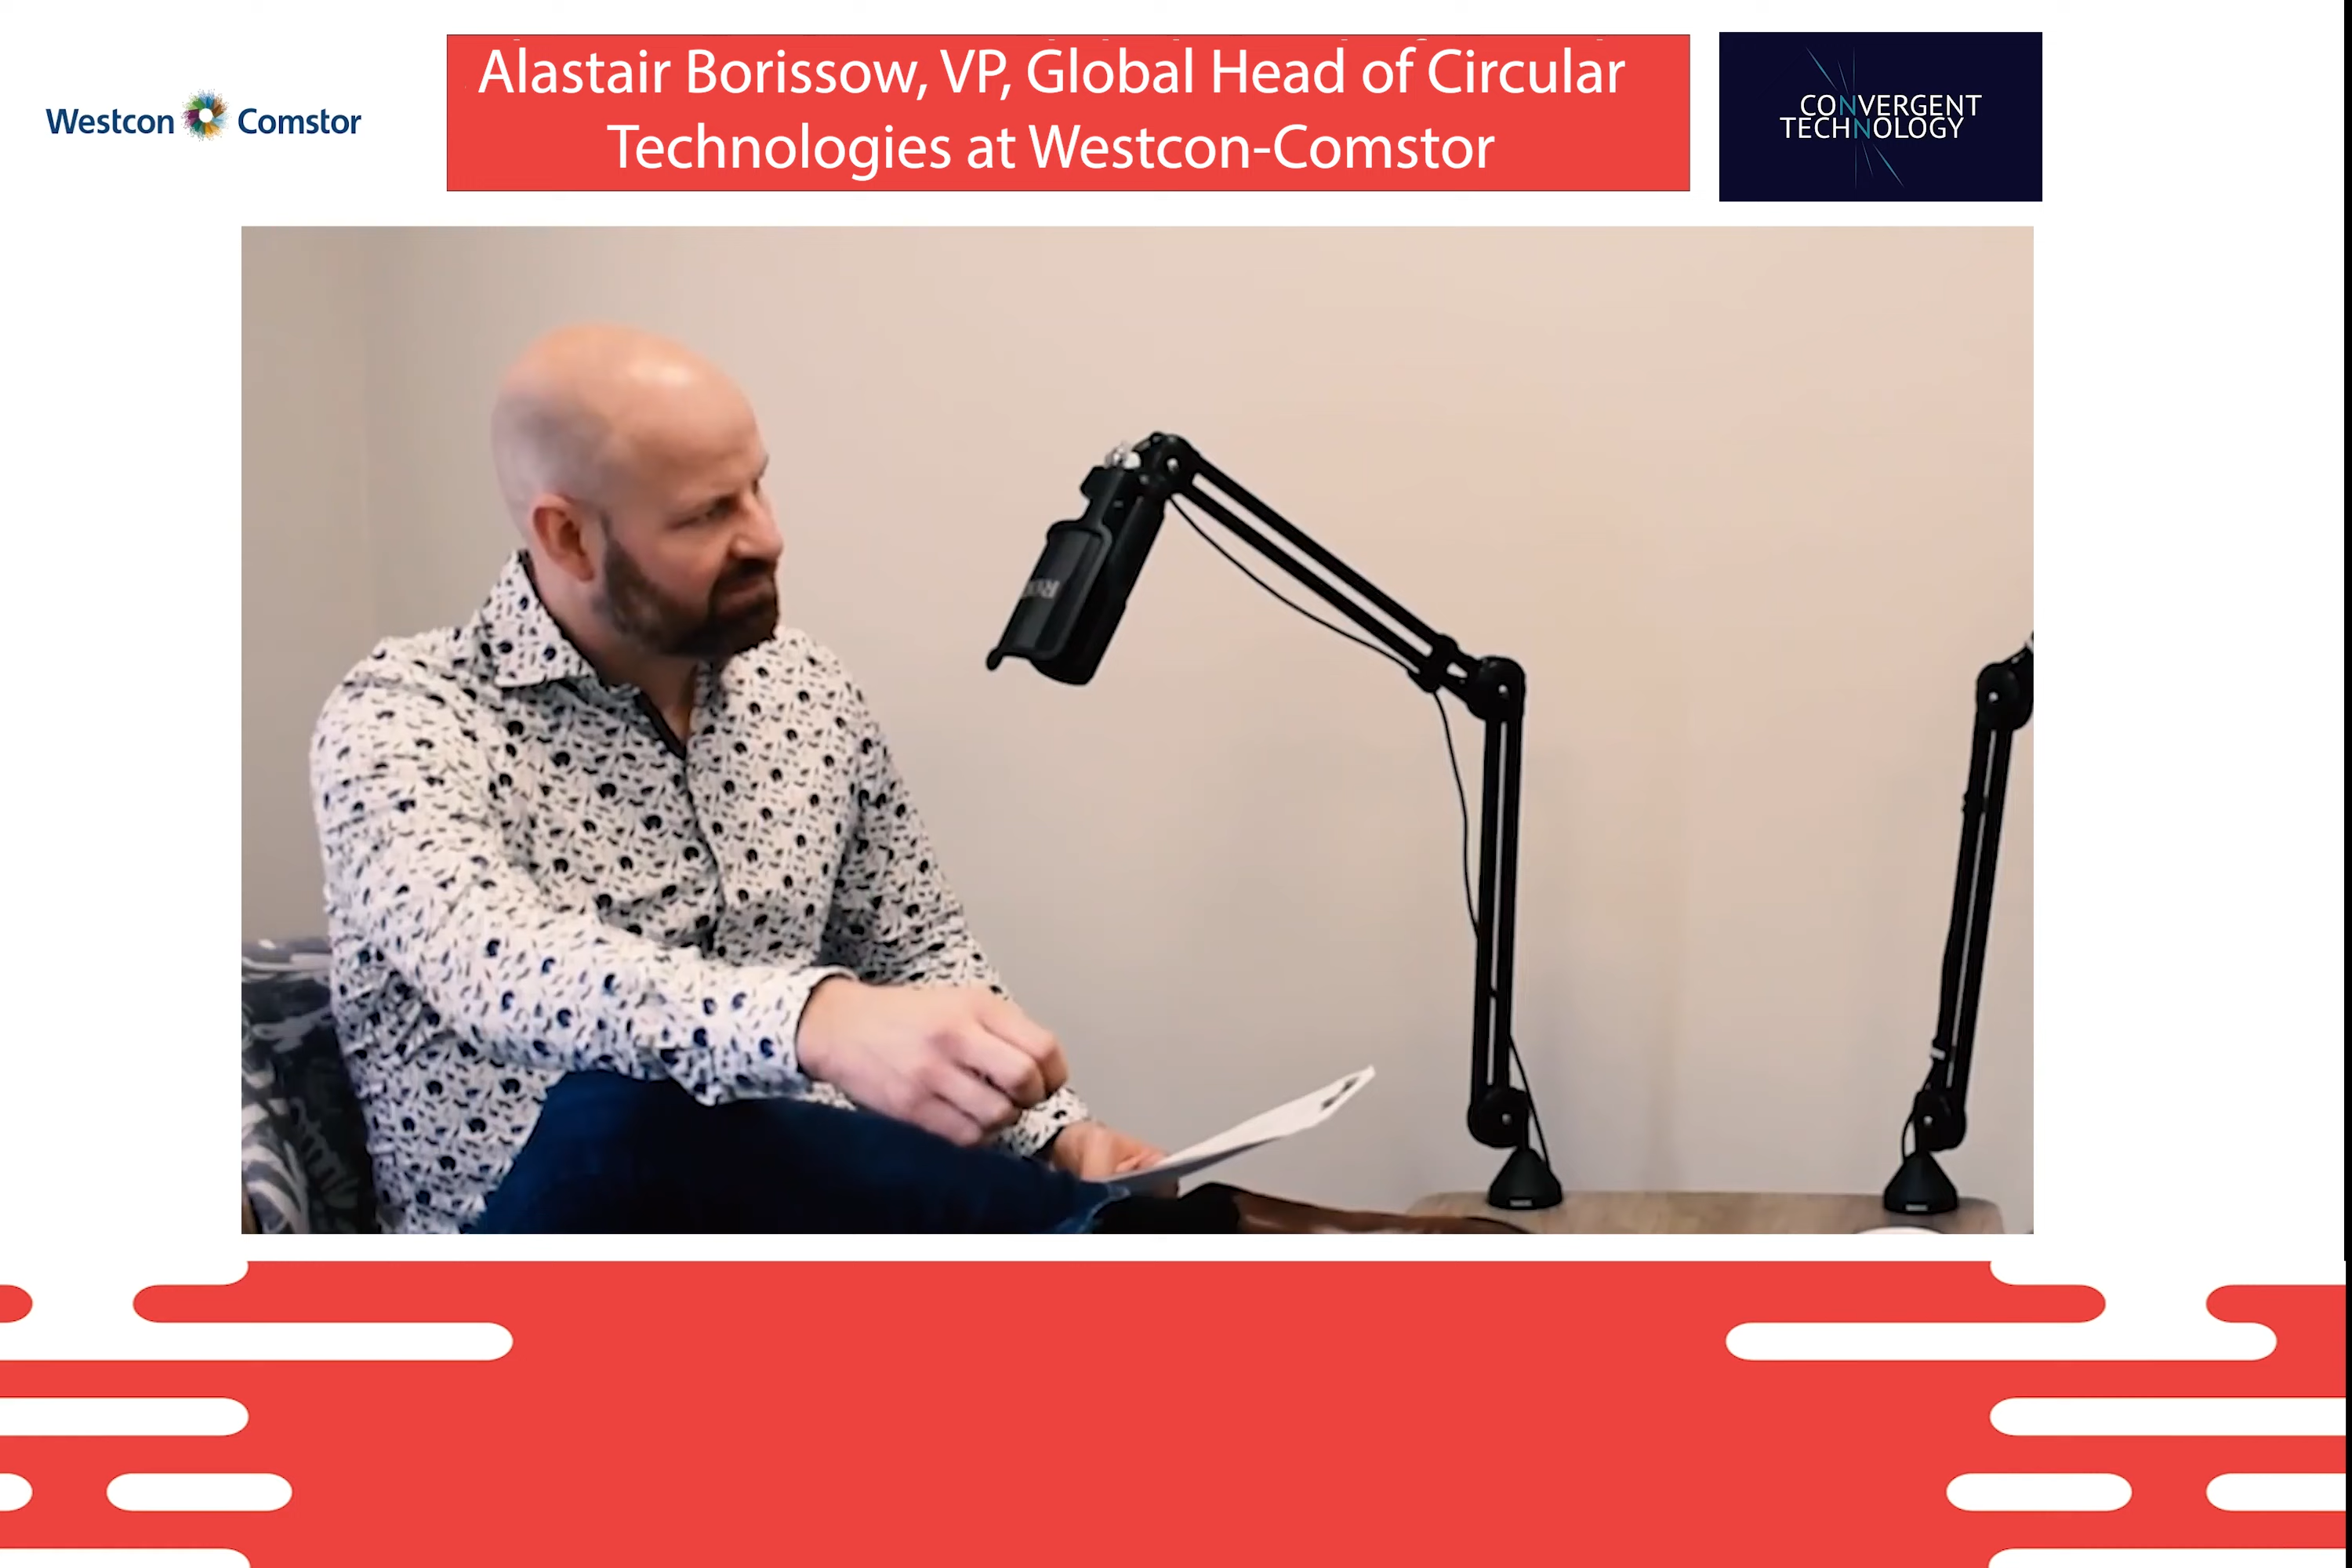 Westcon Comstor
Alastair Borissow, VP, Global Head of Circular
Technologies at Westcon-Comstor
CONVERGENT
TECHNOLOGY